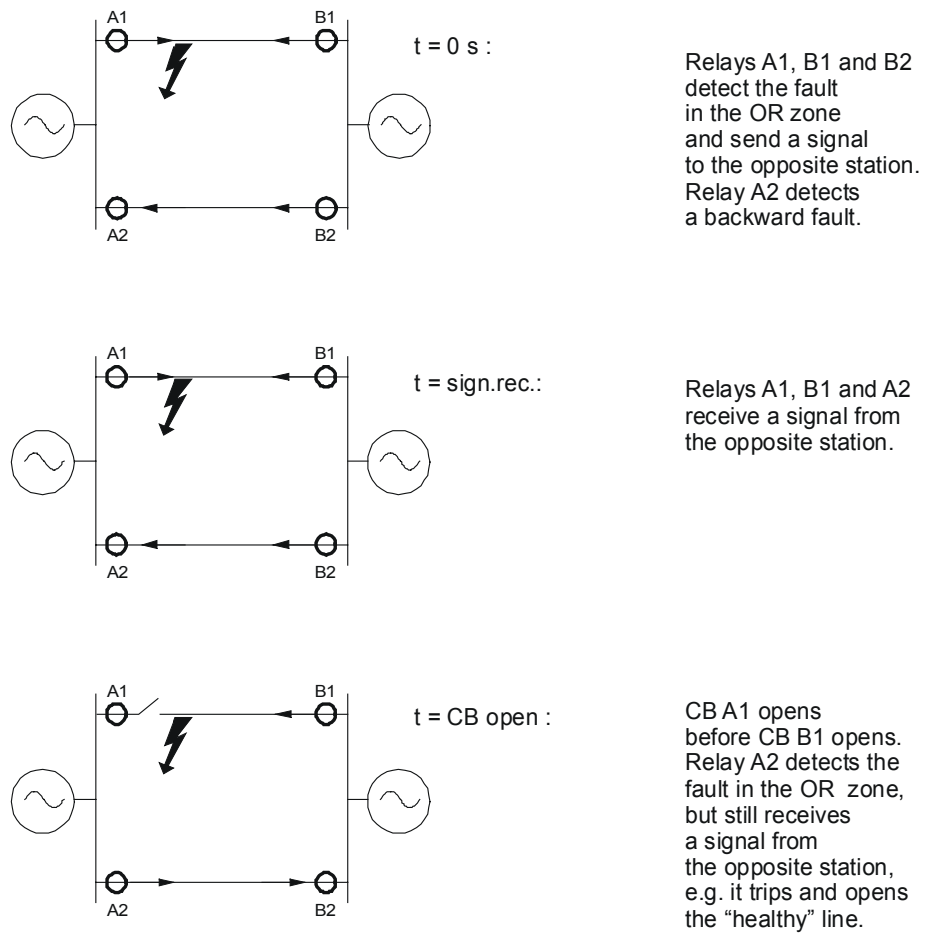 A1
B1
t = 0 s :
Relays A1, B1 and B2
detect the fault
in the OR zone
and send a signal
to the opposite station.
Relay A2 detects
a backward fault.
A2
B2
A1
B1
t = sign.rec.:
Relays A1, B1 and A2
receive a signal from
the opposite station.
A2
B2
A1
B1
t = CB open :
CB A1 opens
before CB B1 opens.
Relay A2 detects the
fault in the OR zone,
but still receives
a signal from
the opposite station,
e.g. it trips and opens
the “healthy” line.
A2
B2